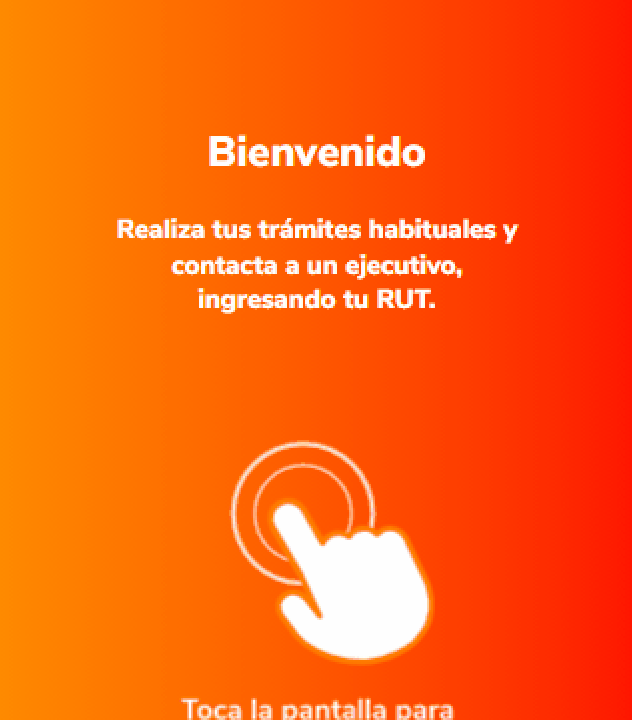 Bienvenido
Realiza tus trámites habituales y
contacta a un ejecutivo,
ingresando tu RUT.
Toca la pantalla para